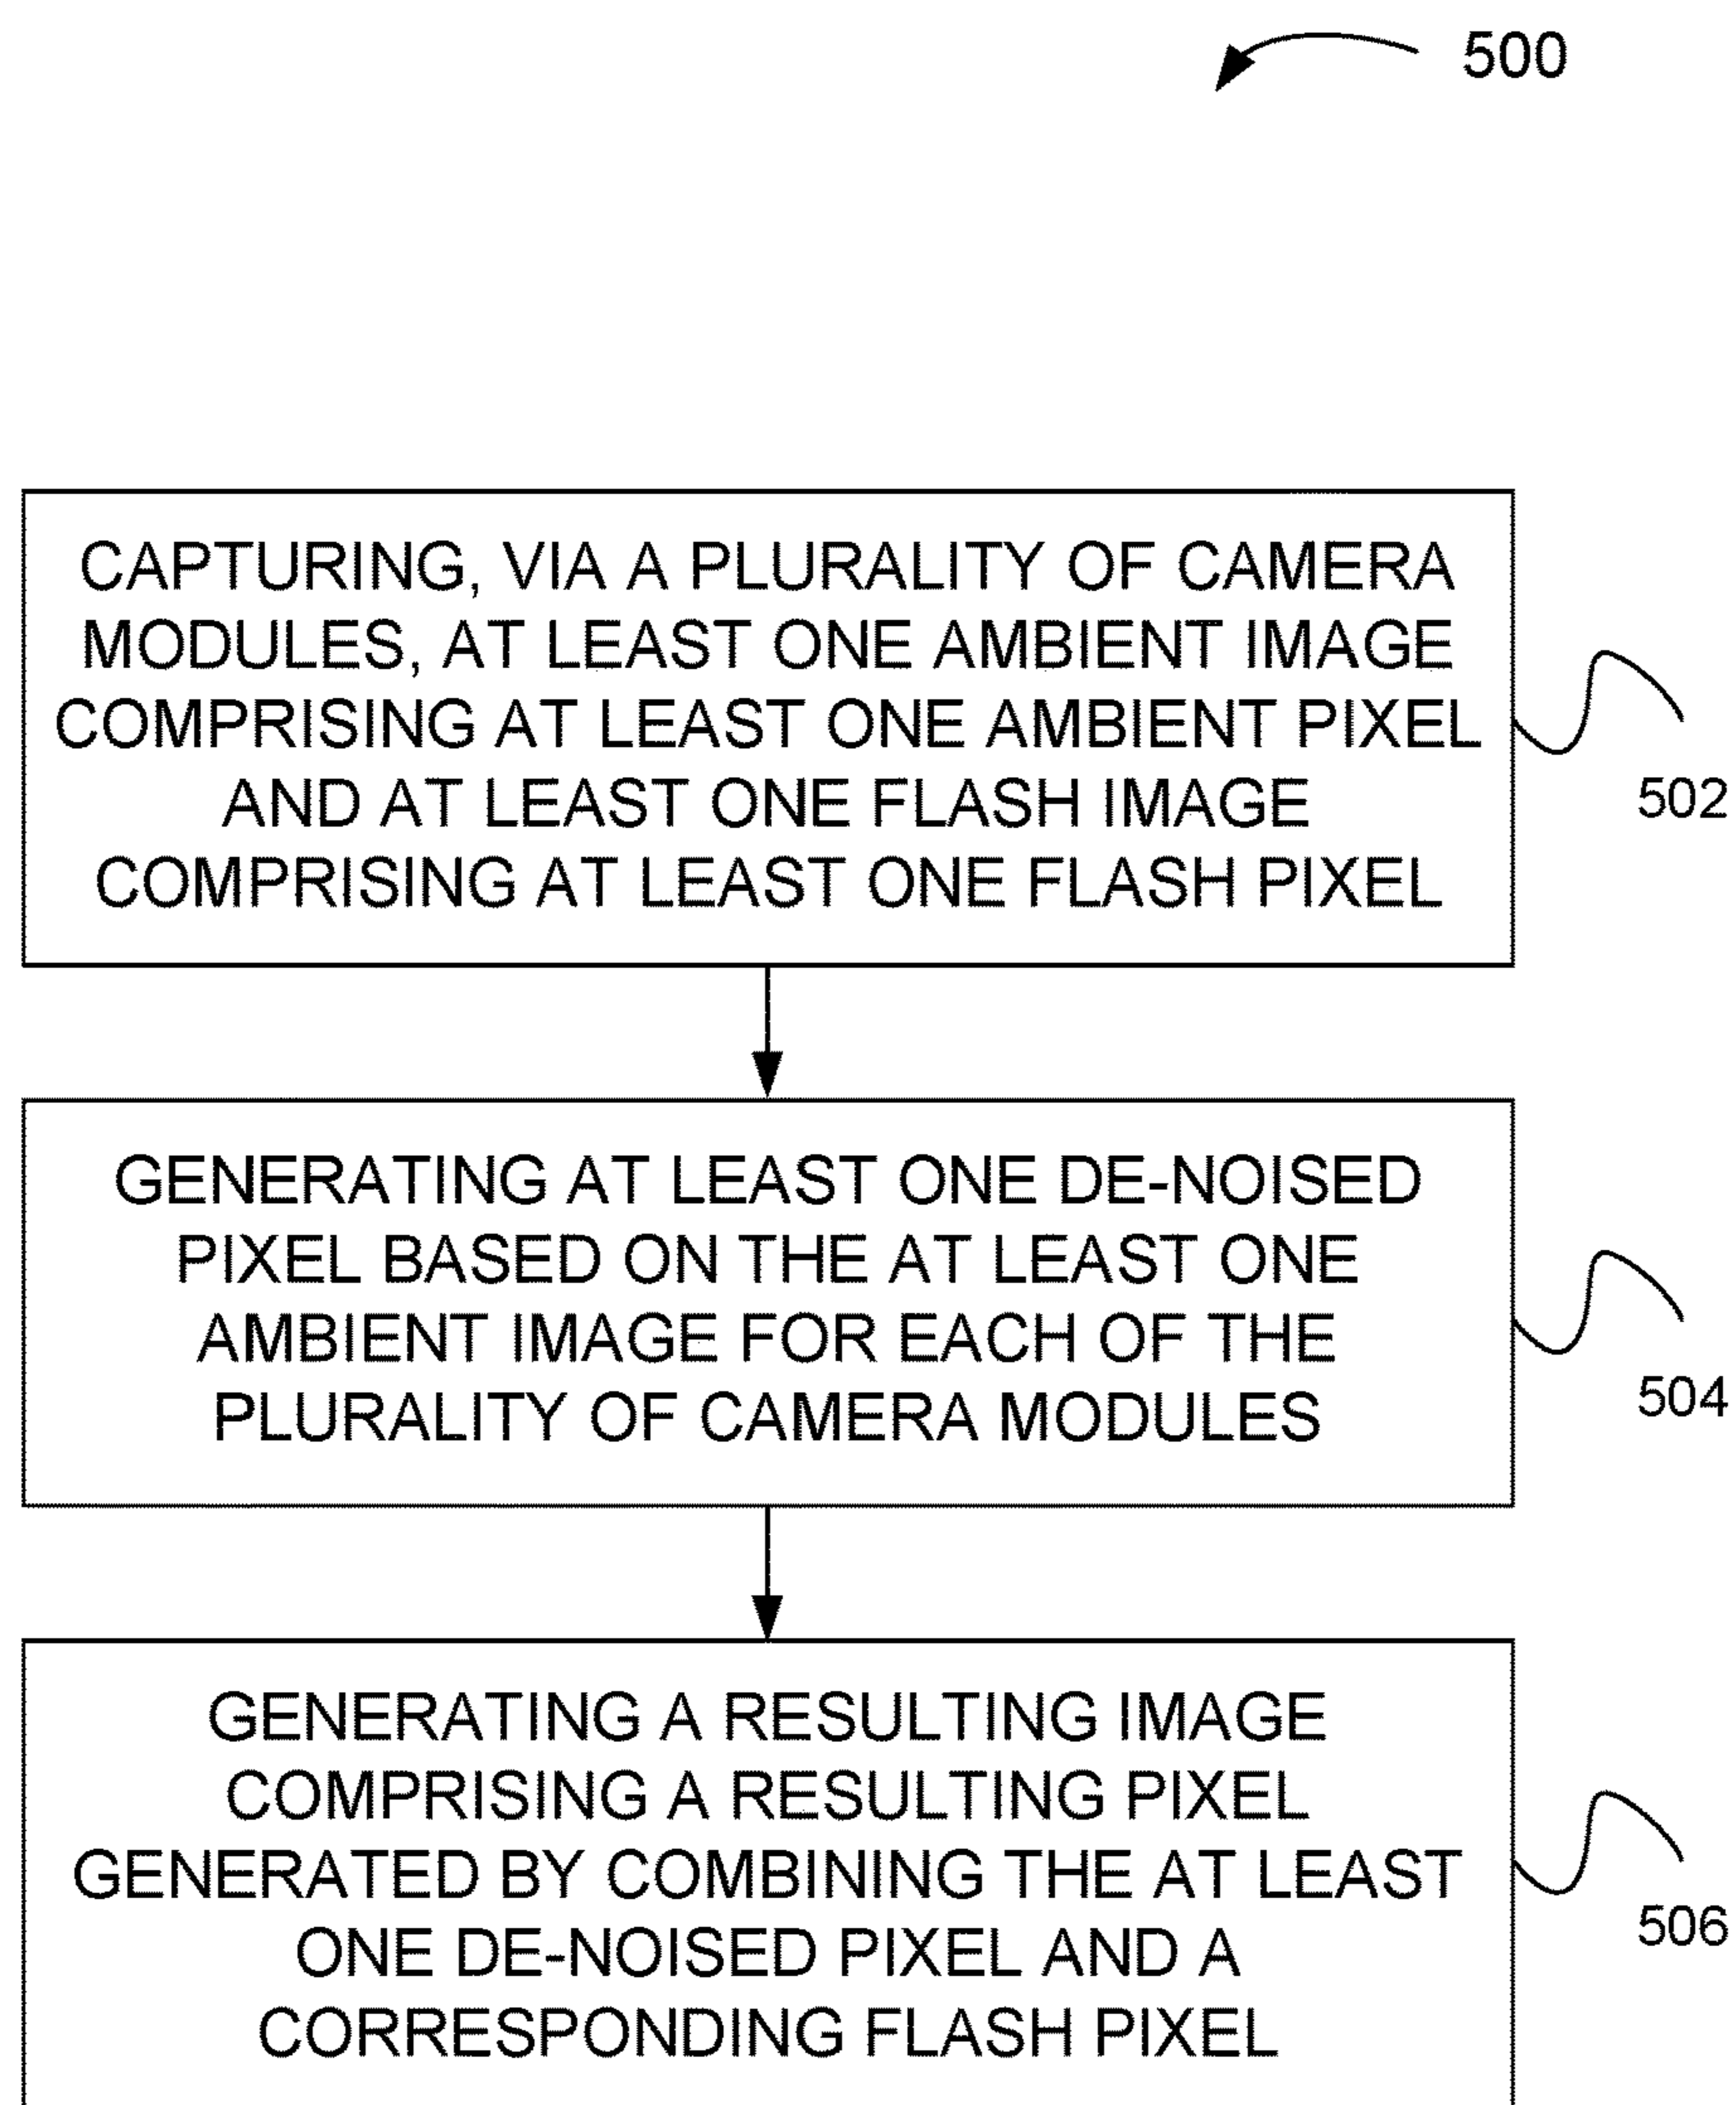 500
CAPTURING, VIA A PLURALITY OF CAMERA
MODULES, AT LEAST ONE AMBIENT IMAGE
COMPRISING AT LEAST ONE AMBIENT PIXEL
AND AT LEAST ONE FLASH IMAGE
COMPRISING AT LEAST ONE FLASH PIXEL
502
GENERATING AT LEAST ONE DE-NOISED
PIXEL BASED ON THE AT LEAST ONE
AMBIENT IMAGE FOR EACH OF THE
PLURALITY OF CAMERA MODULES
504
GENERATING A RESULTING IMAGE
COMPRISING A RESULTING PIXEL
GENERATED BY COMBINING THE AT LEAST
ONE DE-NOISED PIXEL AND A
CORRESPONDING FLASH PIXEL
506